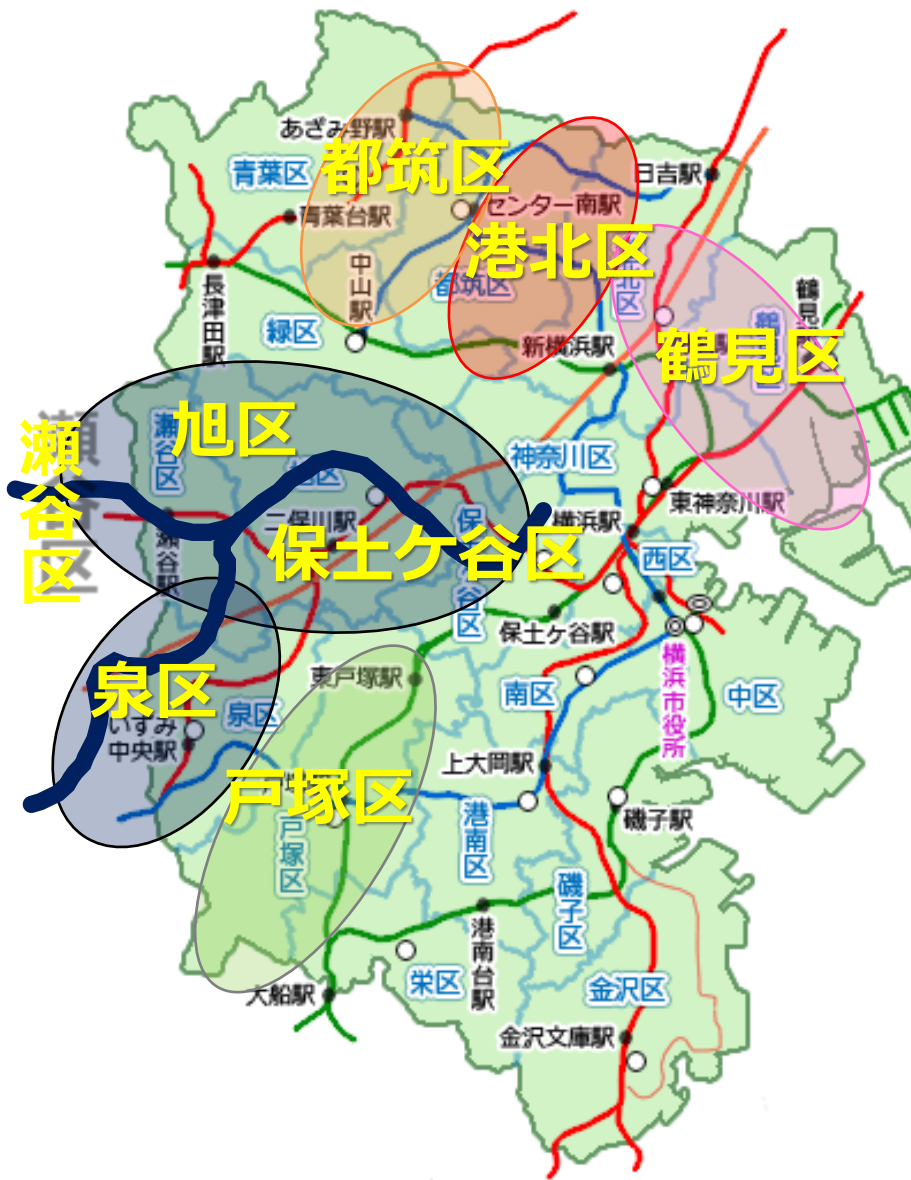 あざみ野駅
都筑区
青葉区
日吉駅
センター南駅
青葉台駅
港北区
中山駅
都筑区
北区
長津田駅
鶴見
緑区
新横浜駅
鶴見区
旭区
瀬谷区
瀬谷区
神奈川区
東神奈川駅
二俣川駅
横浜駅
保土ケ谷区
瀬谷駅
西区
保土ヶ谷駅
東戸塚駅
横浜市役所
泉区
泉区
南区
中区
いずみ
中央駅
上大岡駅
戸塚区
戸塚区
港南区
磯子駅
磯子区
港南台駅
栄区
金沢区
大船駅
金沢文庫駅